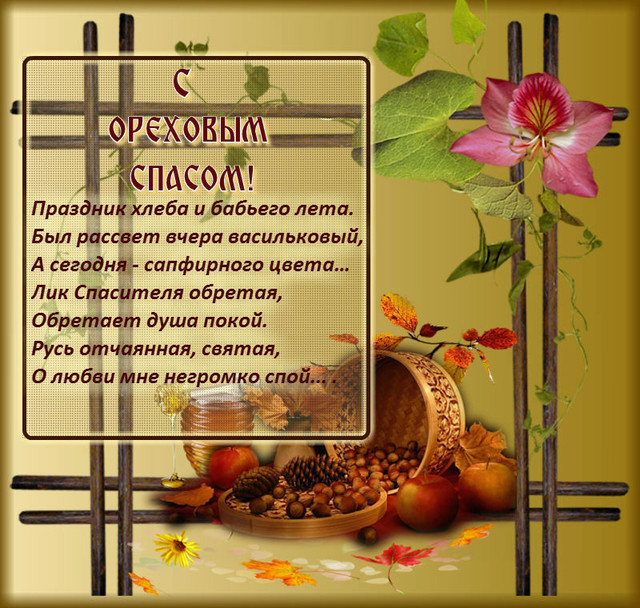 С
ОРЕХОВЫМ
СПАСОМ!
Праздник хлеба и бабьего лета.
Был рассвет вчера васильковый,
А сегодня - сапфирного цвета...
Лик Спасителя обретая,
Обретает душа покой.
Русь отчаянная, святая,
О любви мне негромко спой... .